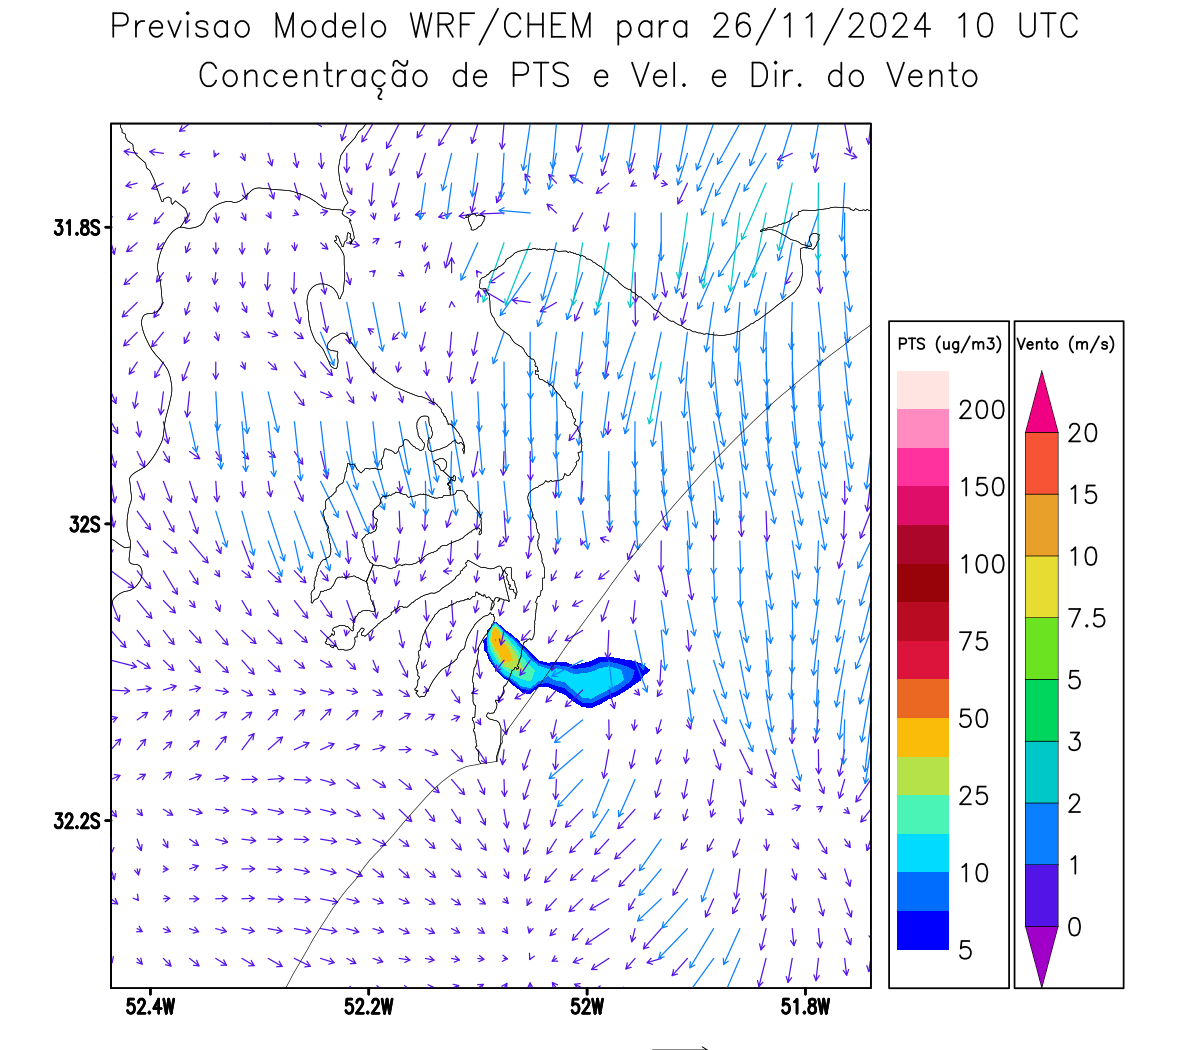 Previsao Modelo WRF/CHEM para 26/11/2024 10 UTC
Concentração de PTS e Vel. e Dir. do Vento
31.8S
32S
32.2S
52.4W 52.2W 52W 51.8W
PTS (ug/m3)
200
150
100
75
50
25
10
5
Vento (m/s)
20
15
10
7.5
5
3
2
1
0